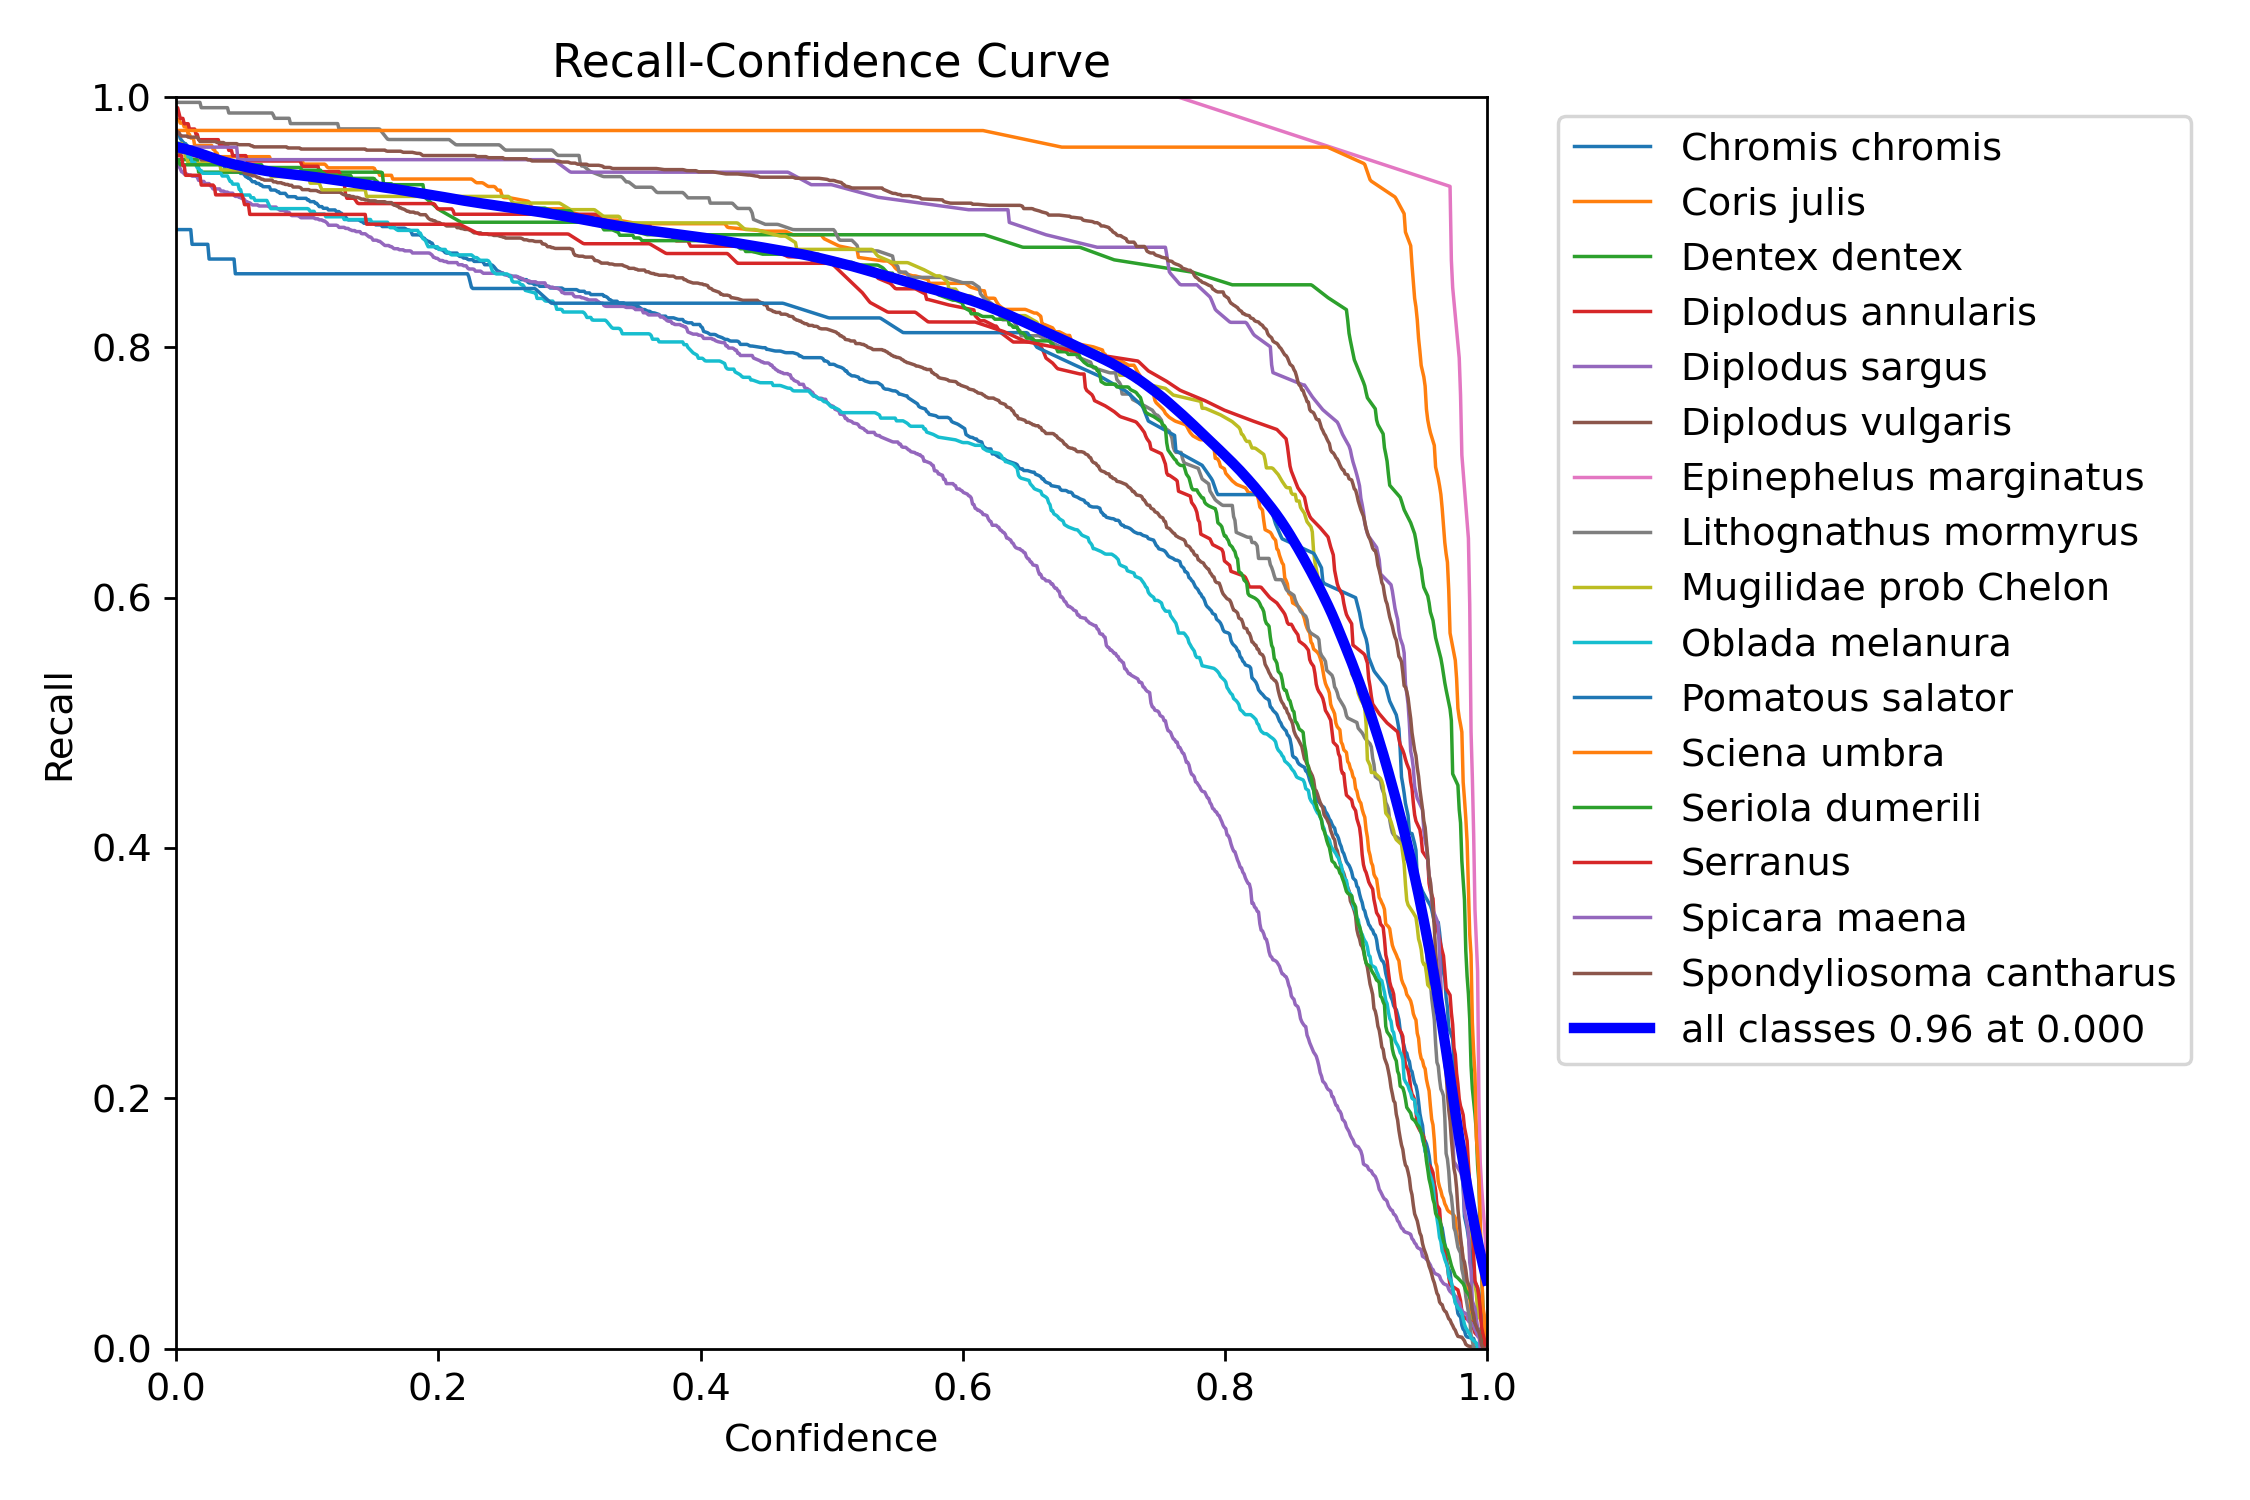 Recall-Confidence Curve
1.0
0.8
0.6
0.4
0.2
0.0
Recall
0.0 0.2 0.4 0.6 0.8 1.0
Confidence
Chromis chromis
Coris julis
Dentex dentex
Diplodus annularis
Diplodus sargus
Diplodus vulgaris
Epinephelus marginatus
Lithognathus mormyrus
Mugilidae prob Chelon
Oblada melanura
Pomatous salator
Sciena umbra
Seriola dumerili
Serranus
Spicara maena
Spondyliosoma cantharus
all classes 0.96 at 0.000